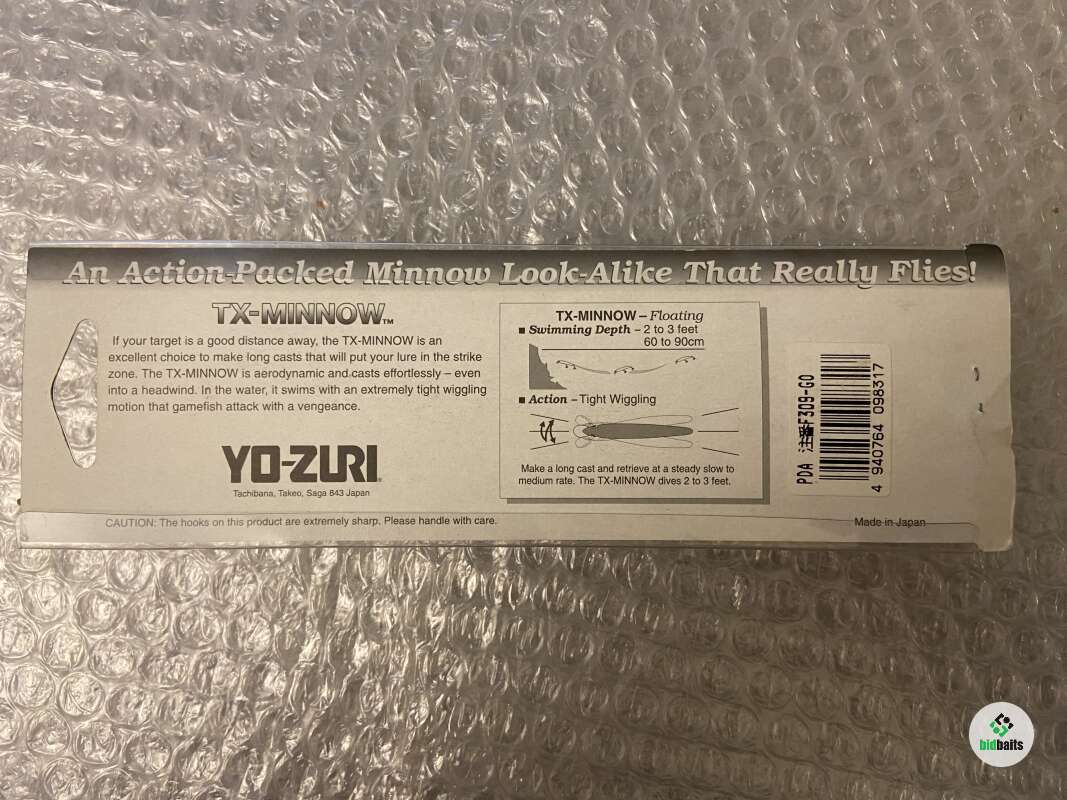 An Action-Packed Minnow Look-Alike That Really Flies!
TX-MINNOW™
If your target is a good distance away, the TX-MINNOW is an
excellent choice to make long casts that will put your lure in the strike
zone. The TX-MINNOW is aerodynamic and casts effortlessly – even
into a headwind. In the water, it swims with an extremely tight wiggling
motion that gamefish attack with a vengeance.
YO-ZURI®
Tachibana, Takeo, Saga 843 Japan
TX-MINNOW – Floating
■ Swimming Depth – 2 to 3 feet
60 to 90cm
■ Action – Tight Wiggling
Make a long cast and retrieve at a steady slow to
medium rate. The TX-MINNOW dives 2 to 3 feet.
PDA 注番F309-GO
4 940764 098317
CAUTION: The hooks on this product are extremely sharp. Please handle with care.
Made in Japan
bidbaits